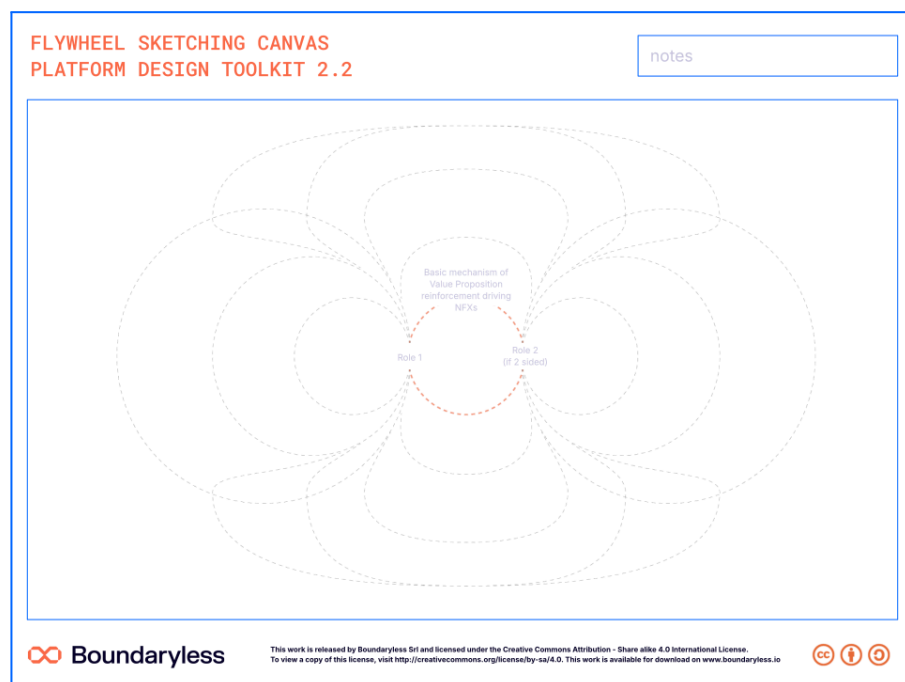 FLYWHEEL SKETCHING CANVAS
PLATFORM DESIGN TOOLKIT 2.2
notes
Basic mechanism of
Value Proposition
reinforcement driving
NFXs
Role 1
Role 2
(if 2 sided)
Boundaryless
This work is released by Boundaryless Srl and licensed under the Creative Commons Attribution - Share alike 4.0 International License.
To view a copy of this license, visit http://creativecommons.org/license/by-sa/4.0. This work is available for download on www.boundaryless.io
cc